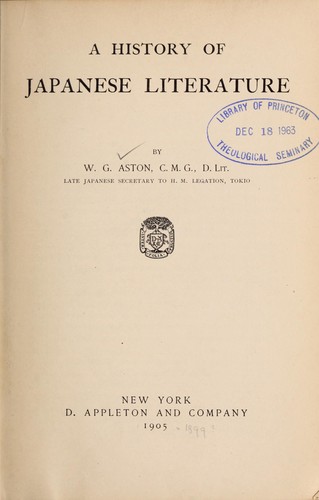 A HISTORY OF
JAPANESE LITERATURE
LIBRARY OF PRINCETON
DEC 18 1963
THEOLOGICAL SEMINARY
BY
W. G. ASTON, C. M. G., D. LIT.
LATE JAPANESE SECRETARY TO H. M. LEGATION, TOKIO
NEW YORK
D. APPLETON AND COMPANY
1905